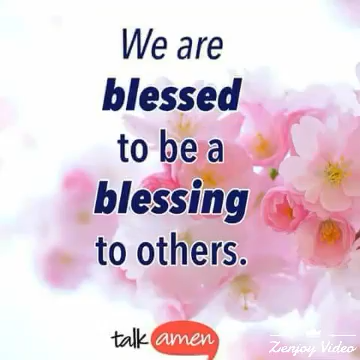 We are
blessed
to be a
blessing
to others.
talk amen
Zenjoy Video